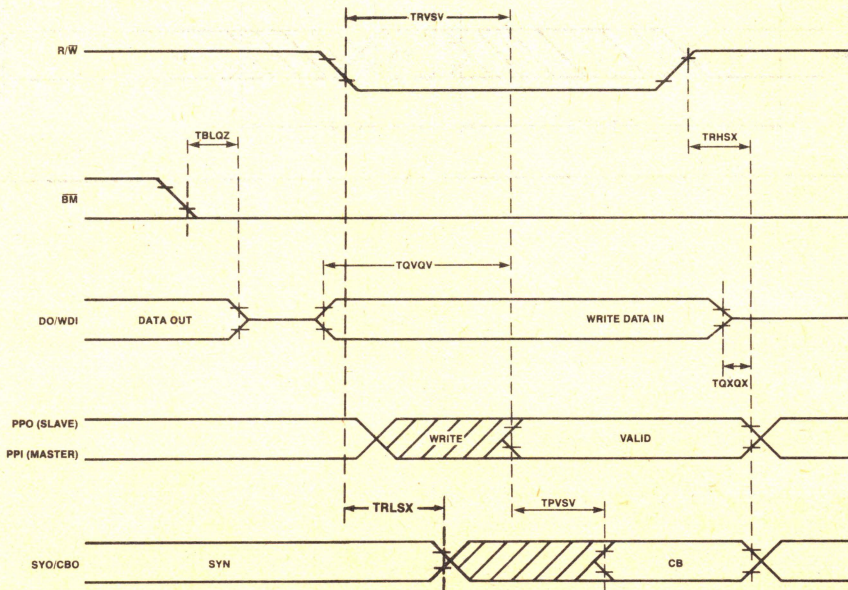 TRVSV
R/W̅
TBLQZ
TRHSX
B̅M̅
TQVQV
DO/WDI
DATA OUT
WRITE DATA IN
TQXQX
PPO (SLAVE)
WRITE
VALID
PPI (MASTER)
TRLSX
TPVSV
SYO/CBO
SYN
CB